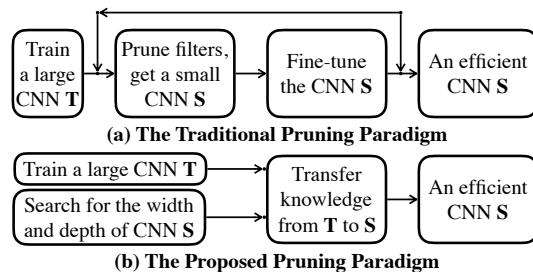 Train
a large
CNN T
Prune filters,
get a small
CNN S
Fine-tune
the CNN S
An efficient
CNN S
(a) The Traditional Pruning Paradigm
Train a large CNN T
Search for the width
and depth of CNN S
Transfer
knowledge
from T to S
An efficient
CNN S
(b) The Proposed Pruning Paradigm